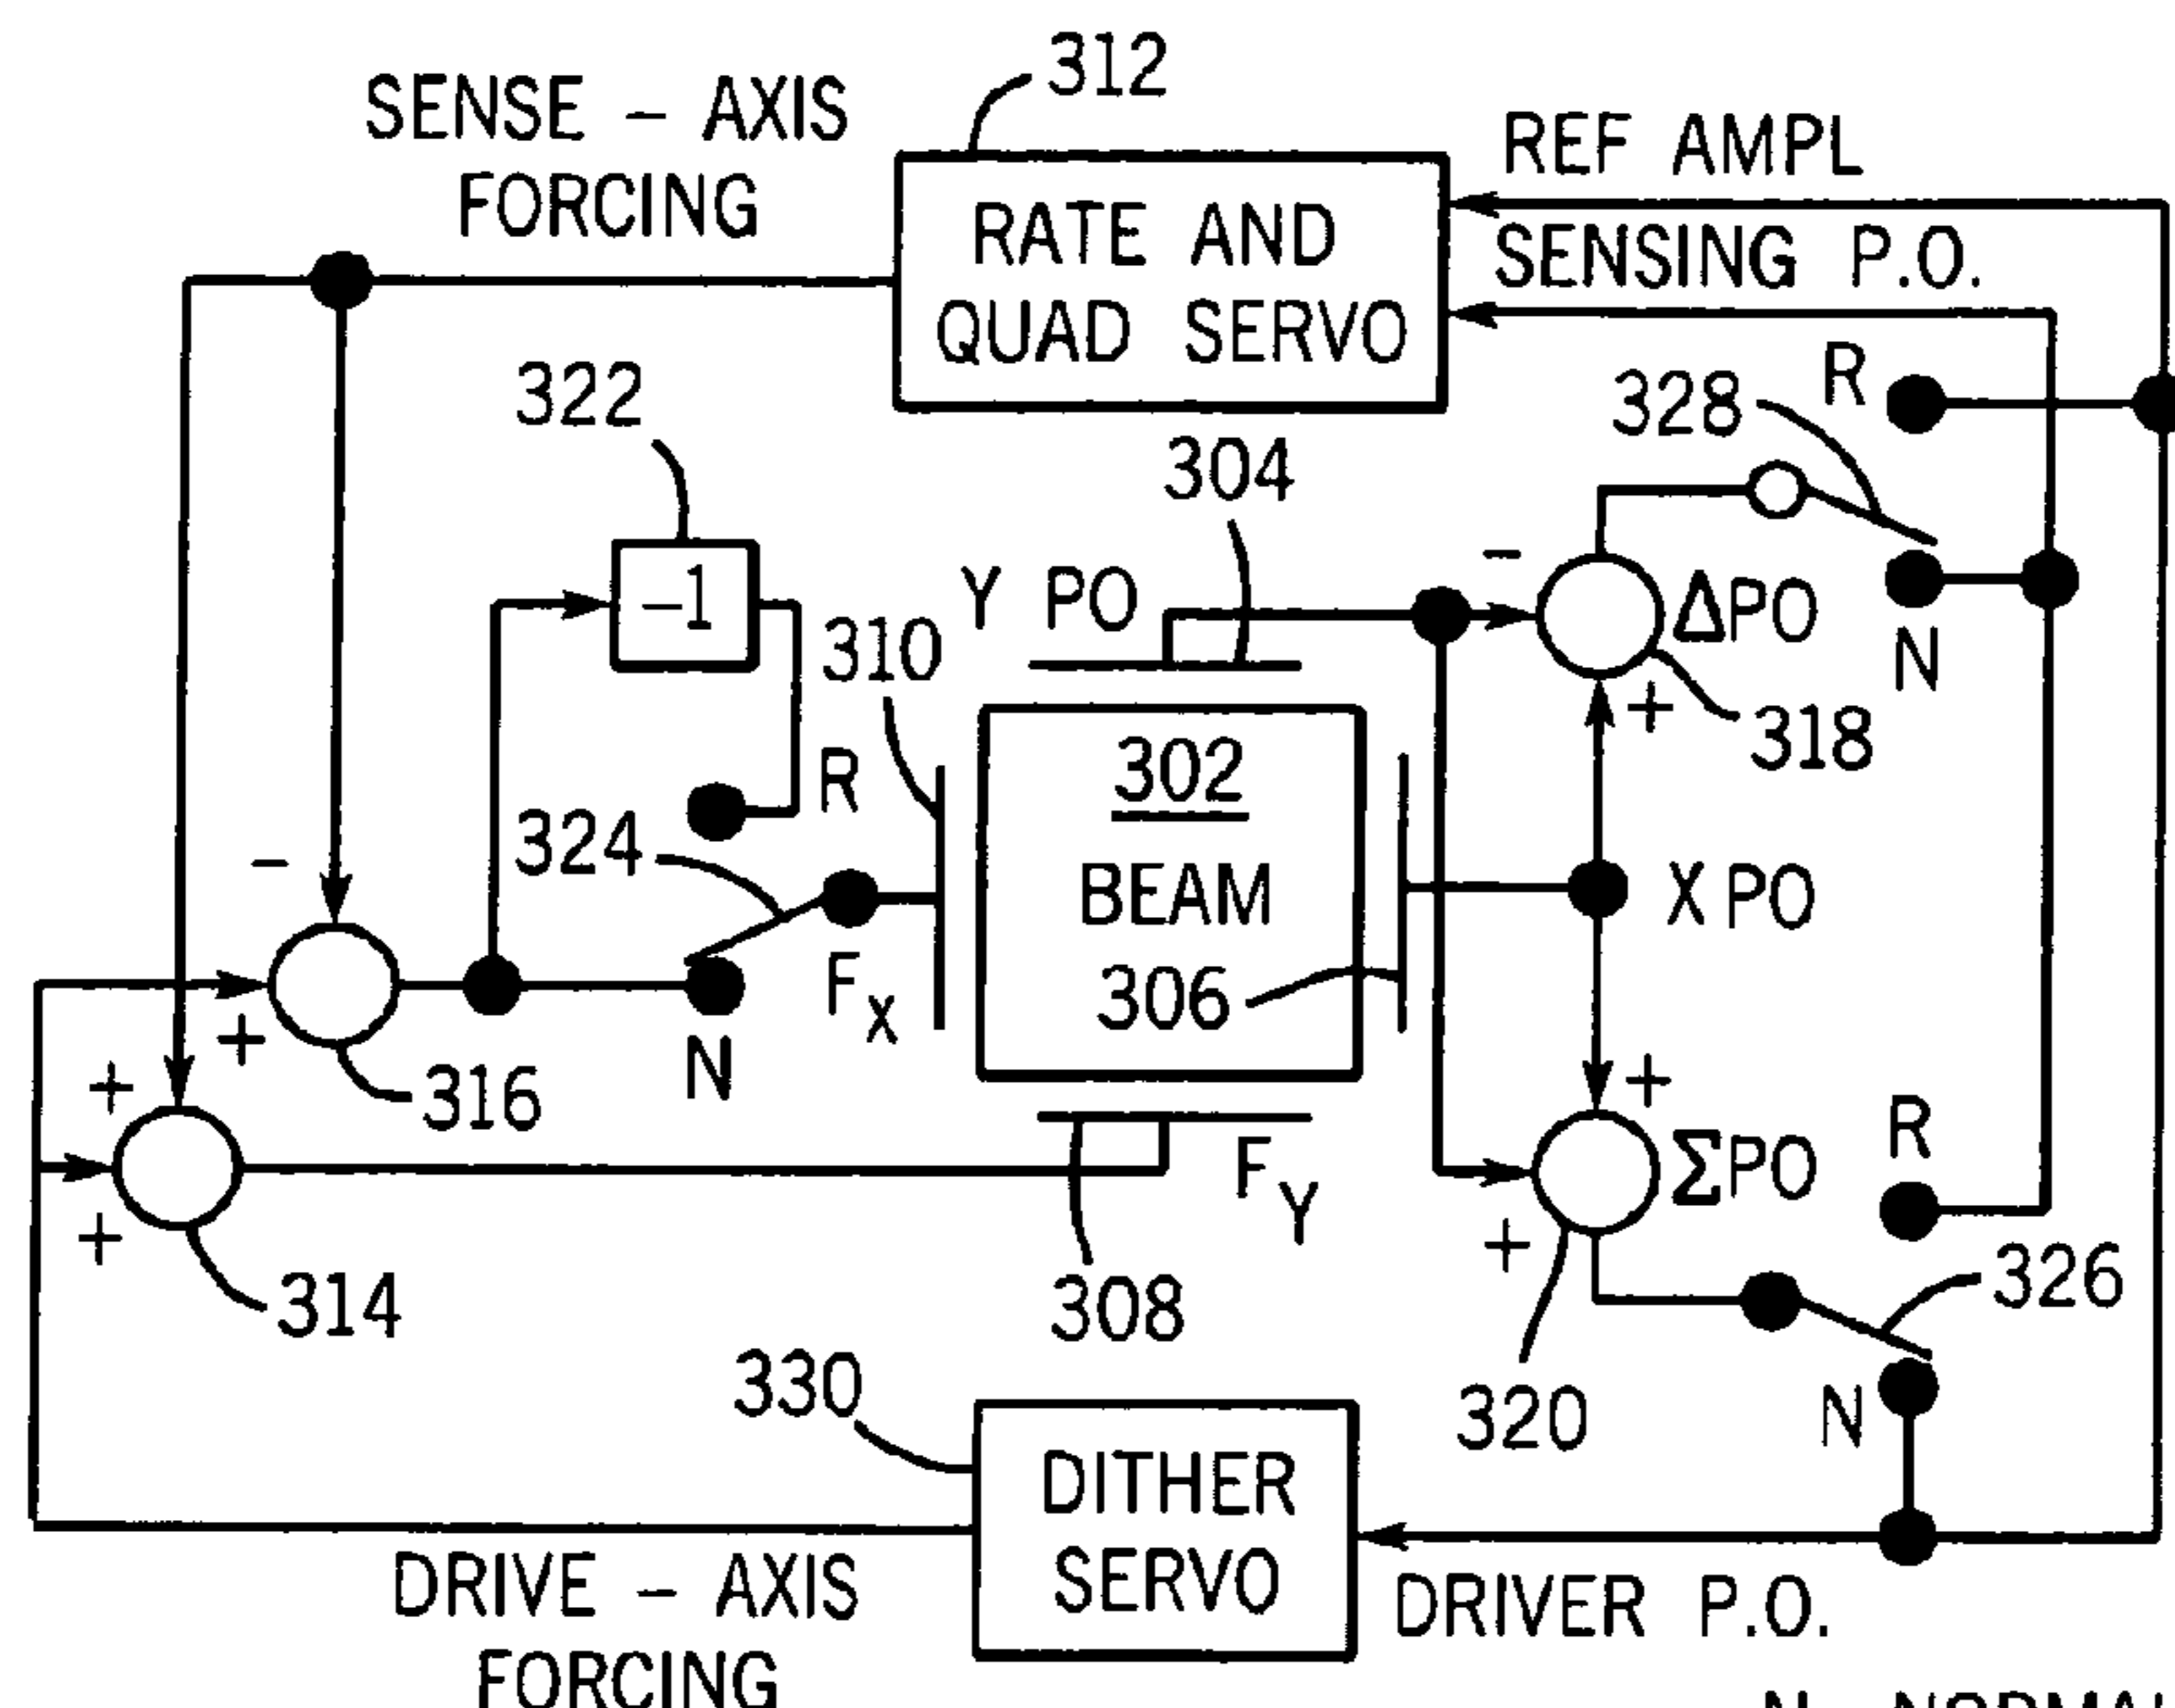 312
SENSE - AXIS
FORCING
REF AMPL
RATE AND
QUAD SERVO
SENSING P.O.
322
304
328
R
-1
Y PO
-
ΔPO
310
N
+
318
302
R
324
BEAM
X PO
-
306
F X
+
N
316
+
+
314
+
ΣPO
R
F Y
+
308
326
330
320
N
DITHER
SERVO
DRIVE - AXIS
FORCING
DRIVER P.O.